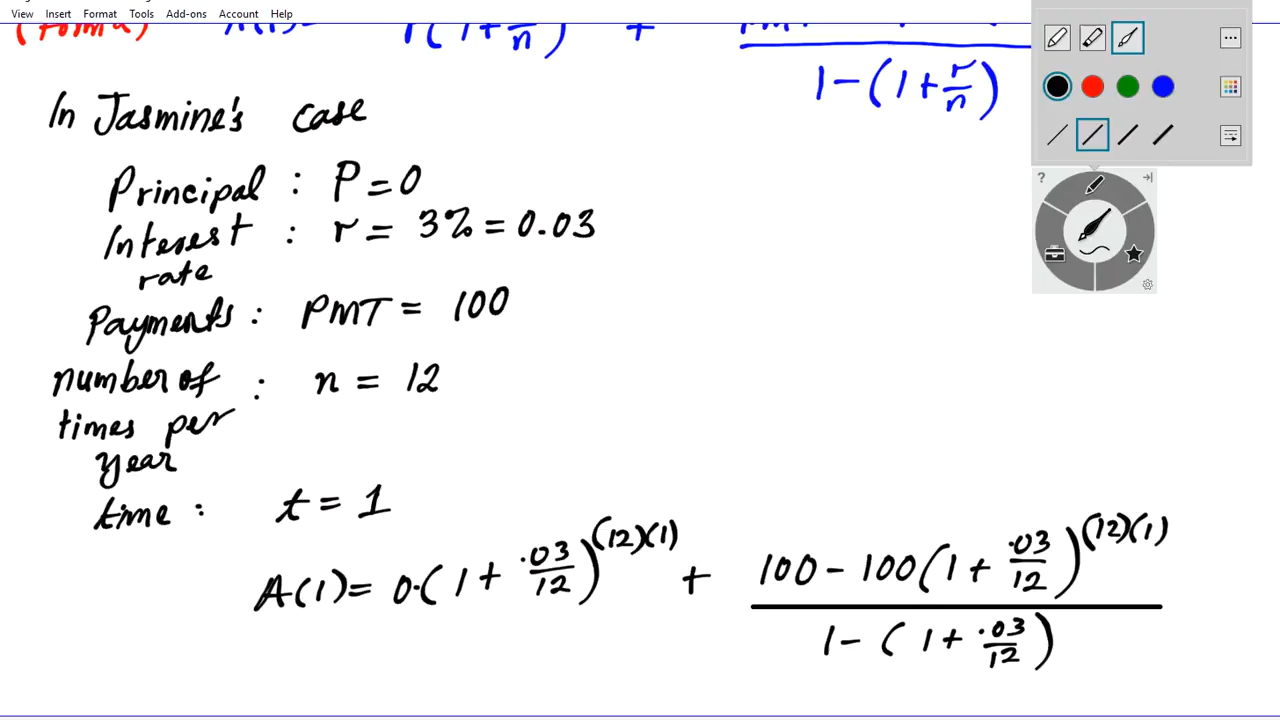 View Insert Format Tools Add-ons Account Help
1-(1+r/n)
In Jasmine's case
Principal : P=0
Interest : r = 3% = 0.03
rate
Payments : PMT = 100
number of : n = 12
times per
year
time : t = 1
A(1)= 0·(1+ .03/12)^(12)(1) + (100-100(1+ .03/12)^(12)(1))/(1-(1+ .03/12))
?